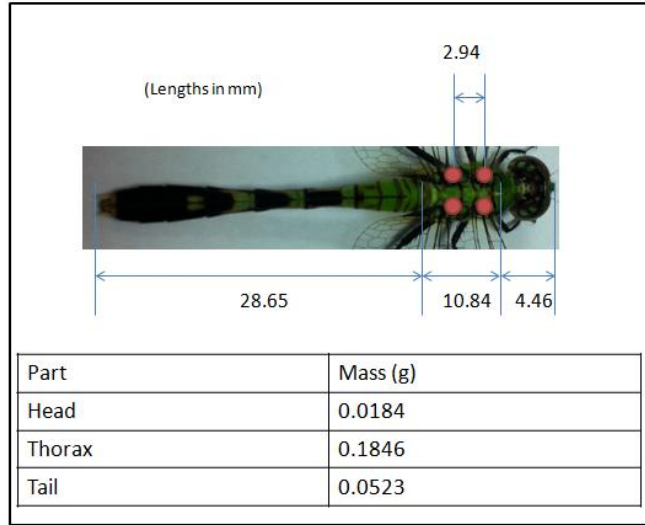 2.94
(Lengths in mm)
28.65
10.84
4.46
Part Mass (g)
Head 0.0184
Thorax 0.1846
Tail 0.0523